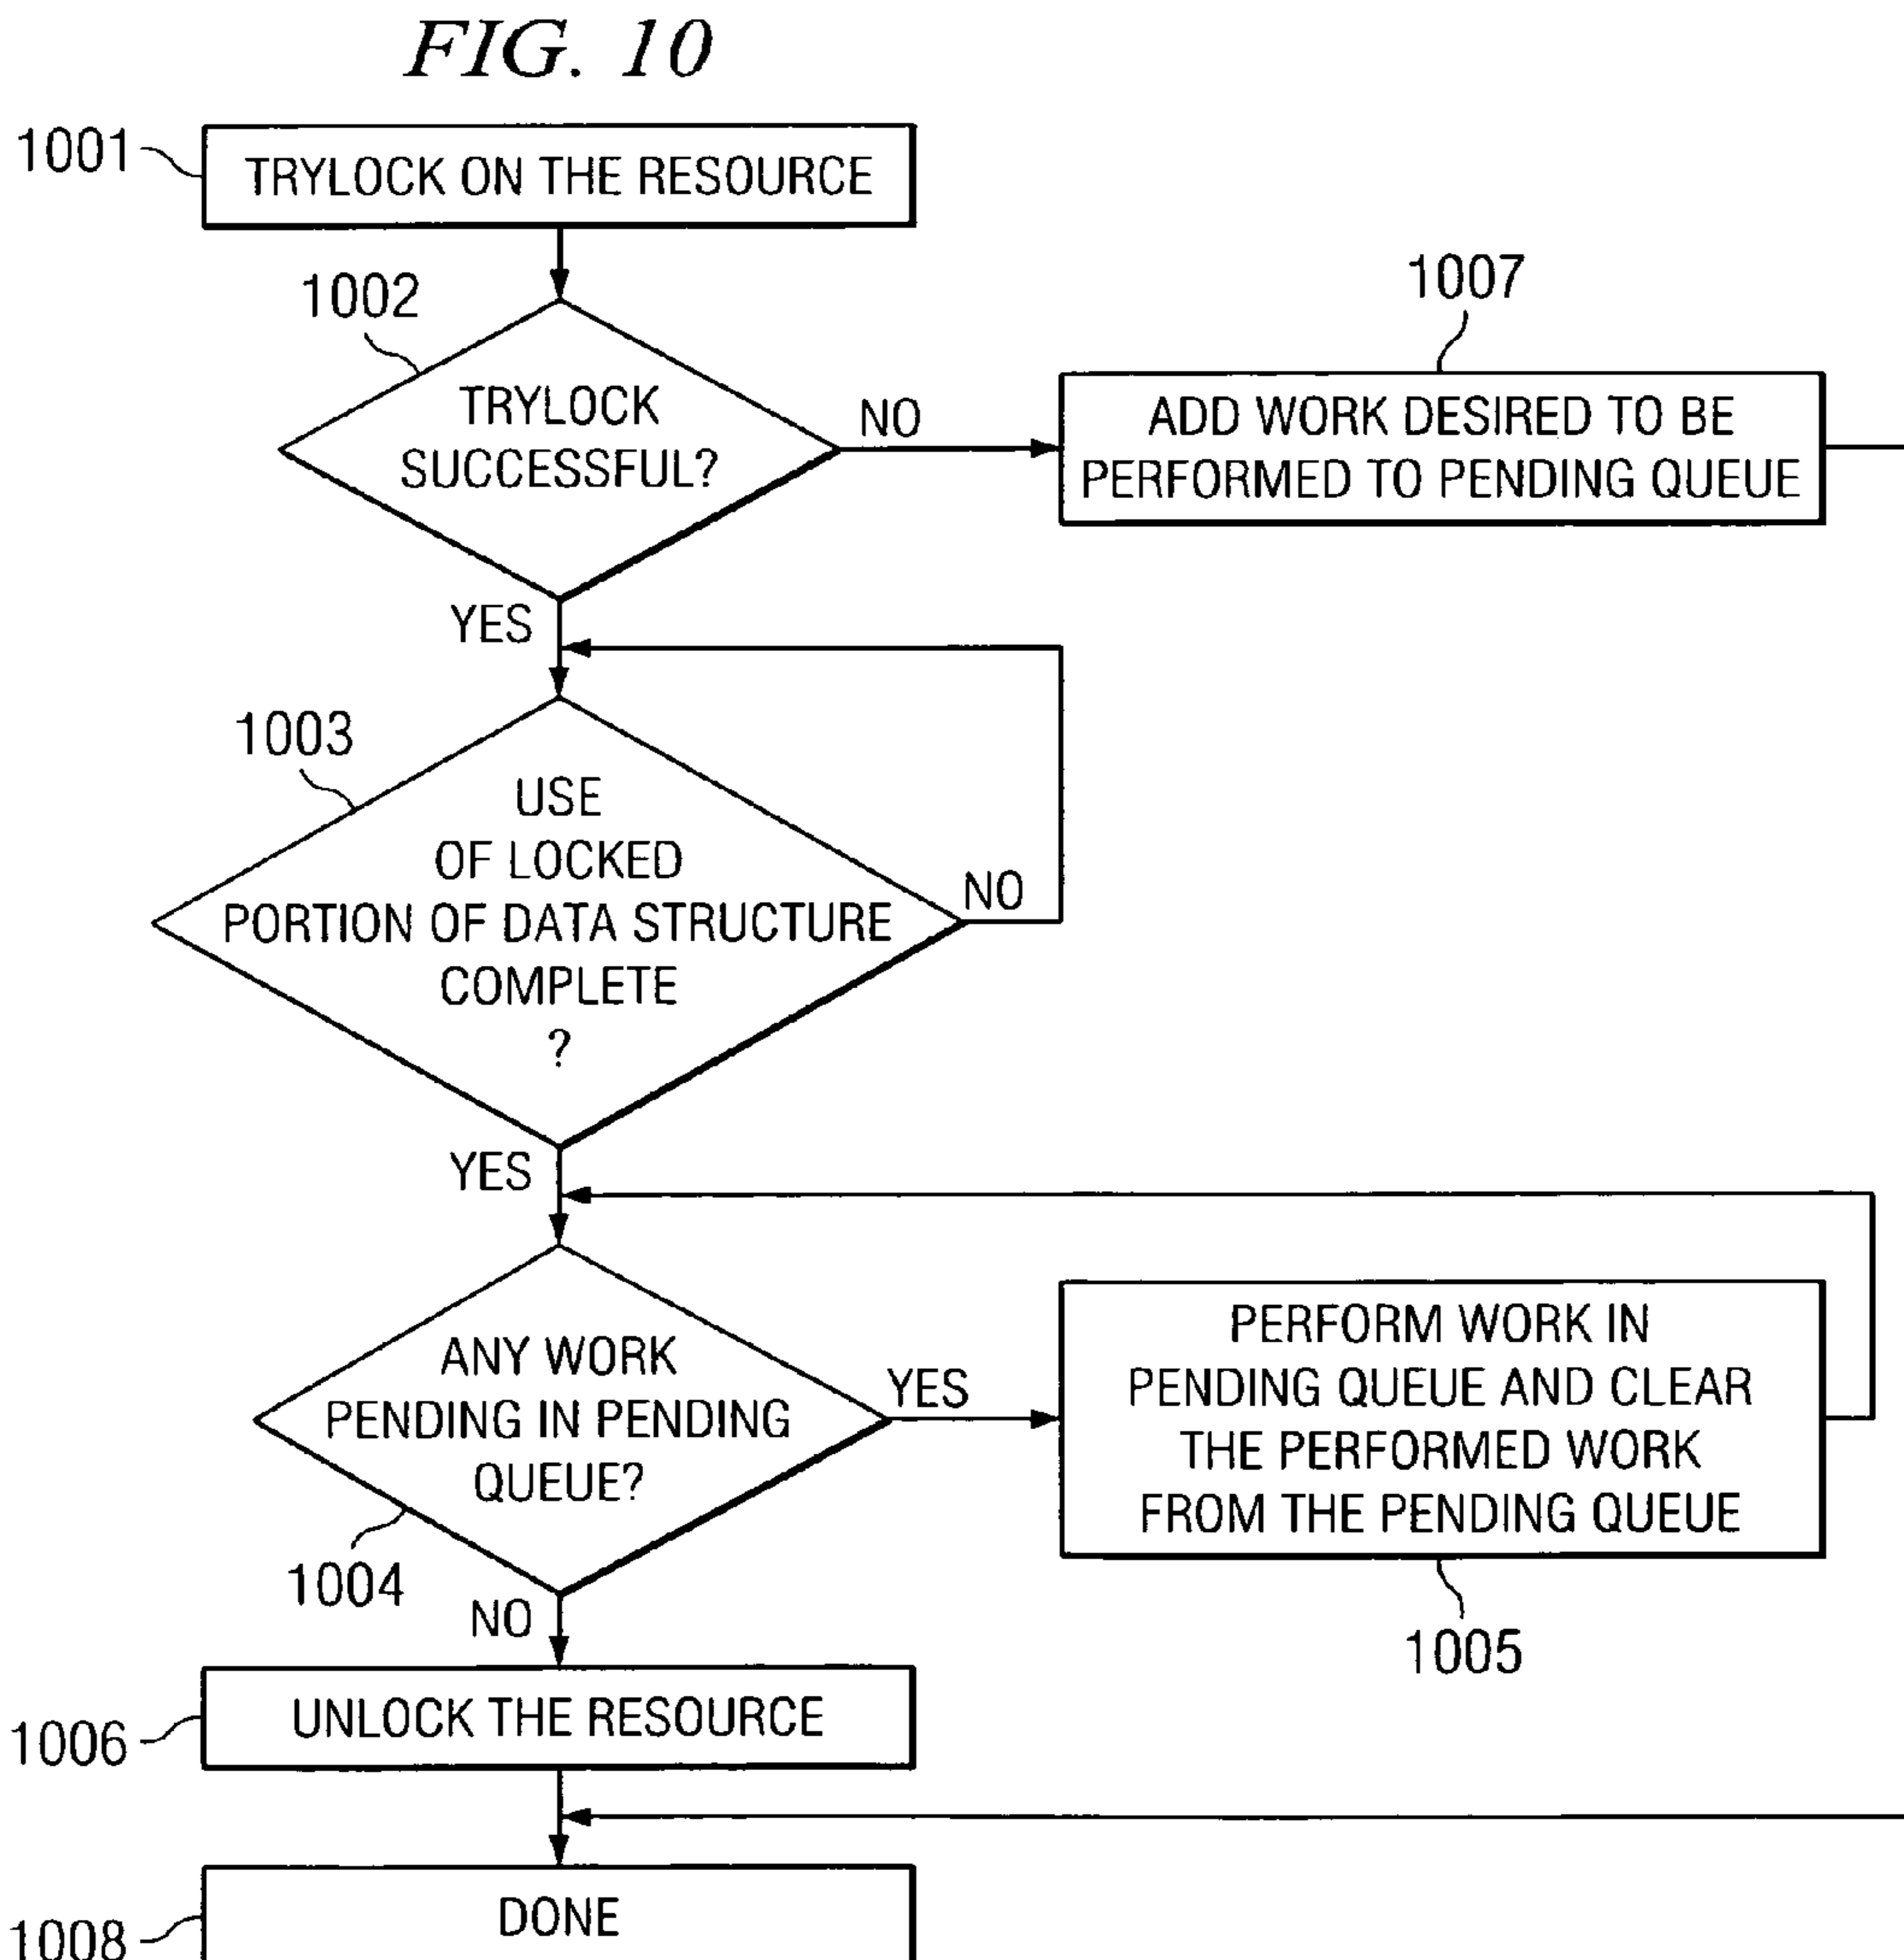 FIG. 10
1001
TRYLOCK ON THE RESOURCE
1002
TRYLOCK
SUCCESSFUL?
NO
1007
ADD WORK DESIRED TO BE
PERFORMED TO PENDING QUEUE
YES
1003
USE
OF LOCKED
PORTION OF DATA STRUCTURE
COMPLETE
?
NO
YES
ANY WORK
PENDING IN PENDING
QUEUE?
1004
YES
PERFORM WORK IN
PENDING QUEUE AND CLEAR
THE PERFORMED WORK
FROM THE PENDING QUEUE
1005
NO
UNLOCK THE RESOURCE
1006
DONE
1008